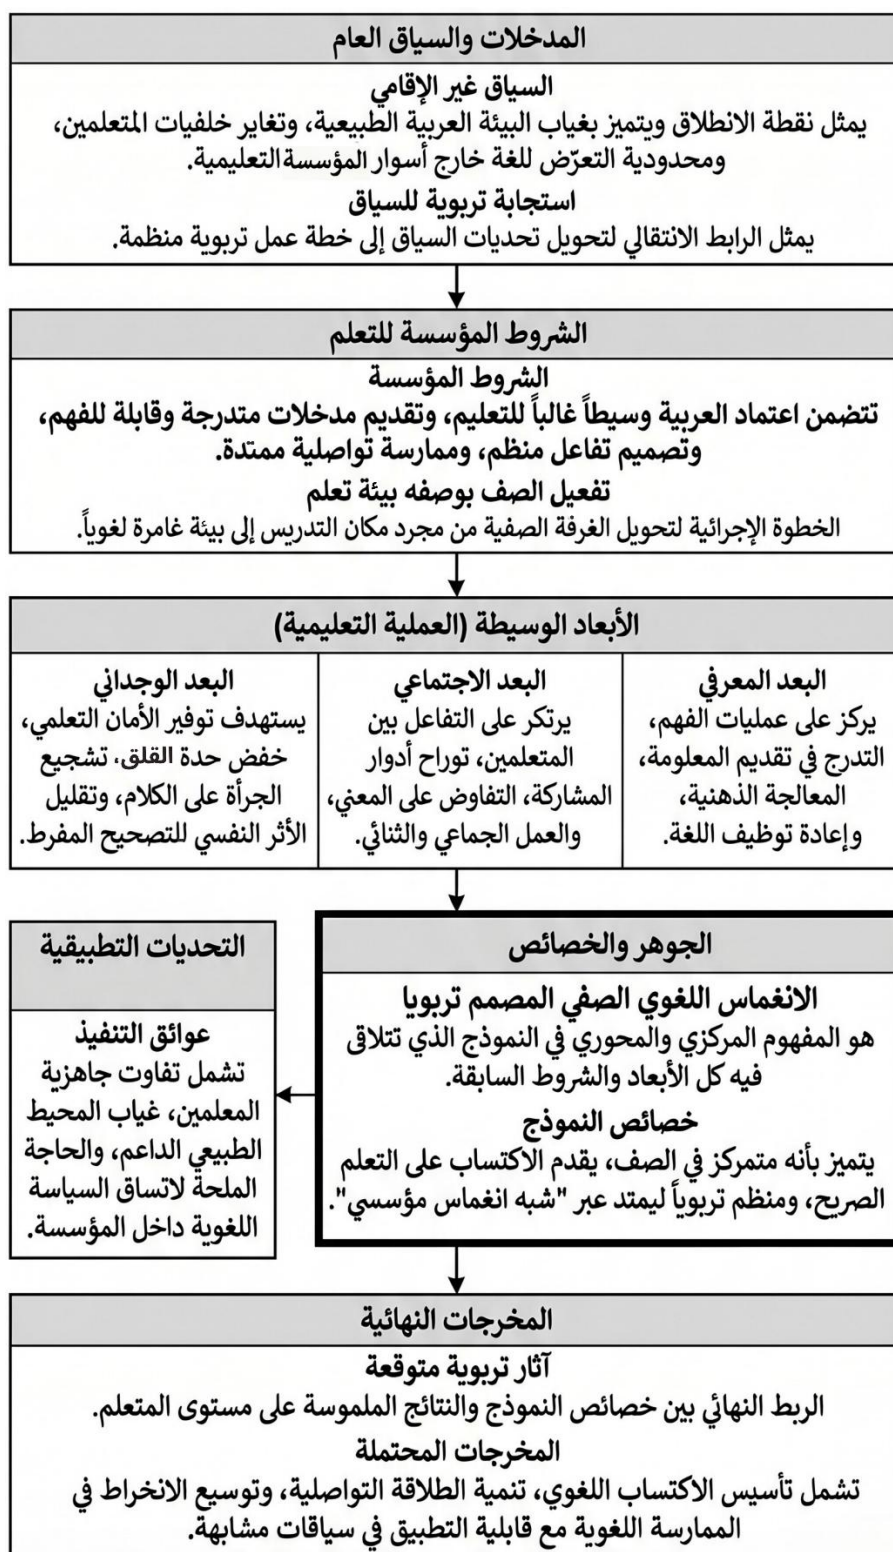 المدخلات والسياق العام
السياق غير الإقامي
يمثل نقطة الانطلاق ويتميز بغياب البيئة العربية الطبيعية، وتغاير خلفيات المتعلمين،
ومحدودية التعرّض للغة خارج أسوار المؤسسة التعليمية.
استجابة تربوية للسياق
يمثل الرابط الانتقالي لتحويل تحديات السياق إلى خطة عمل تربوية منظمة.
الشروط المؤسسة للتعلم
الشروط المؤسسة
تتضمن اعتماد العربية وسيطاً غالباً للتعليم، وتقديم مدخلات متدرجة وقابلة للفهم،
وتصميم تفاعل منظم، وممارسة تواصلية ممتدة.
تفعيل الصف بوصفه بيئة تعلم
الخطوة الإجرائية لتحويل الغرفة الصفية من مجرد مكان التدريس إلى بيئة غامرة لغوياً.
الأبعاد الوسيطة (العملية التعليمية)
البعد المعرفي
يركز على عمليات الفهم،
التدرج في تقديم المعلومة،
المعالجة الذهنية،
وإعادة توظيف اللغة.
البعد الاجتماعي
يرتكر على التفاعل بين
المتعلمين، توراح أدوار
المشاركة، التفاوض على المعني،
والعمل الجماعي والثنائي.
البعد الوجداني
يستهدف توفير الأمان التعلمي،
خفض حدة القلق، تشجيع
الجرأة على الكلام، وتقليل
الأثر النفسي للتصحيح المفرط.
الجوهر والخصائص
الانغماس اللغوي الصفي المصمم تربويا
هو المفهوم المركزي والمحوري في النموذج الذي تتلاقى
فيه كل الأبعاد والشروط السابقة.
خصائص النموذج
يتميز بأنه متمركز في الصف، يقدم الاكتساب على التعلم
الصريح، ومنظم تربوياً ليمتد عبر "شبه انغماس مؤسسي".
التحديات التطبيقية
عوائق التنفيذ
تشمل تفاوت جاهزية
المعلمين، غياب المحيط
الطبيعي الداعم، والحاجة
الملحة لاتساق السياسة
اللغوية داخل المؤسسة.
المخرجات النهائية
آثار تربوية متوقعة
الربط النهائي بين خصائص النموذج والنتائج الملموسة على مستوى المتعلم.
المخرجات المحتملة
تشمل تأسيس الاكتساب اللغوي، تنمية الطلاقة التواصلية، وتوسيع الانخراط في
الممارسة اللغوية مع قابلية التطبيق في سياقات مشابهة.